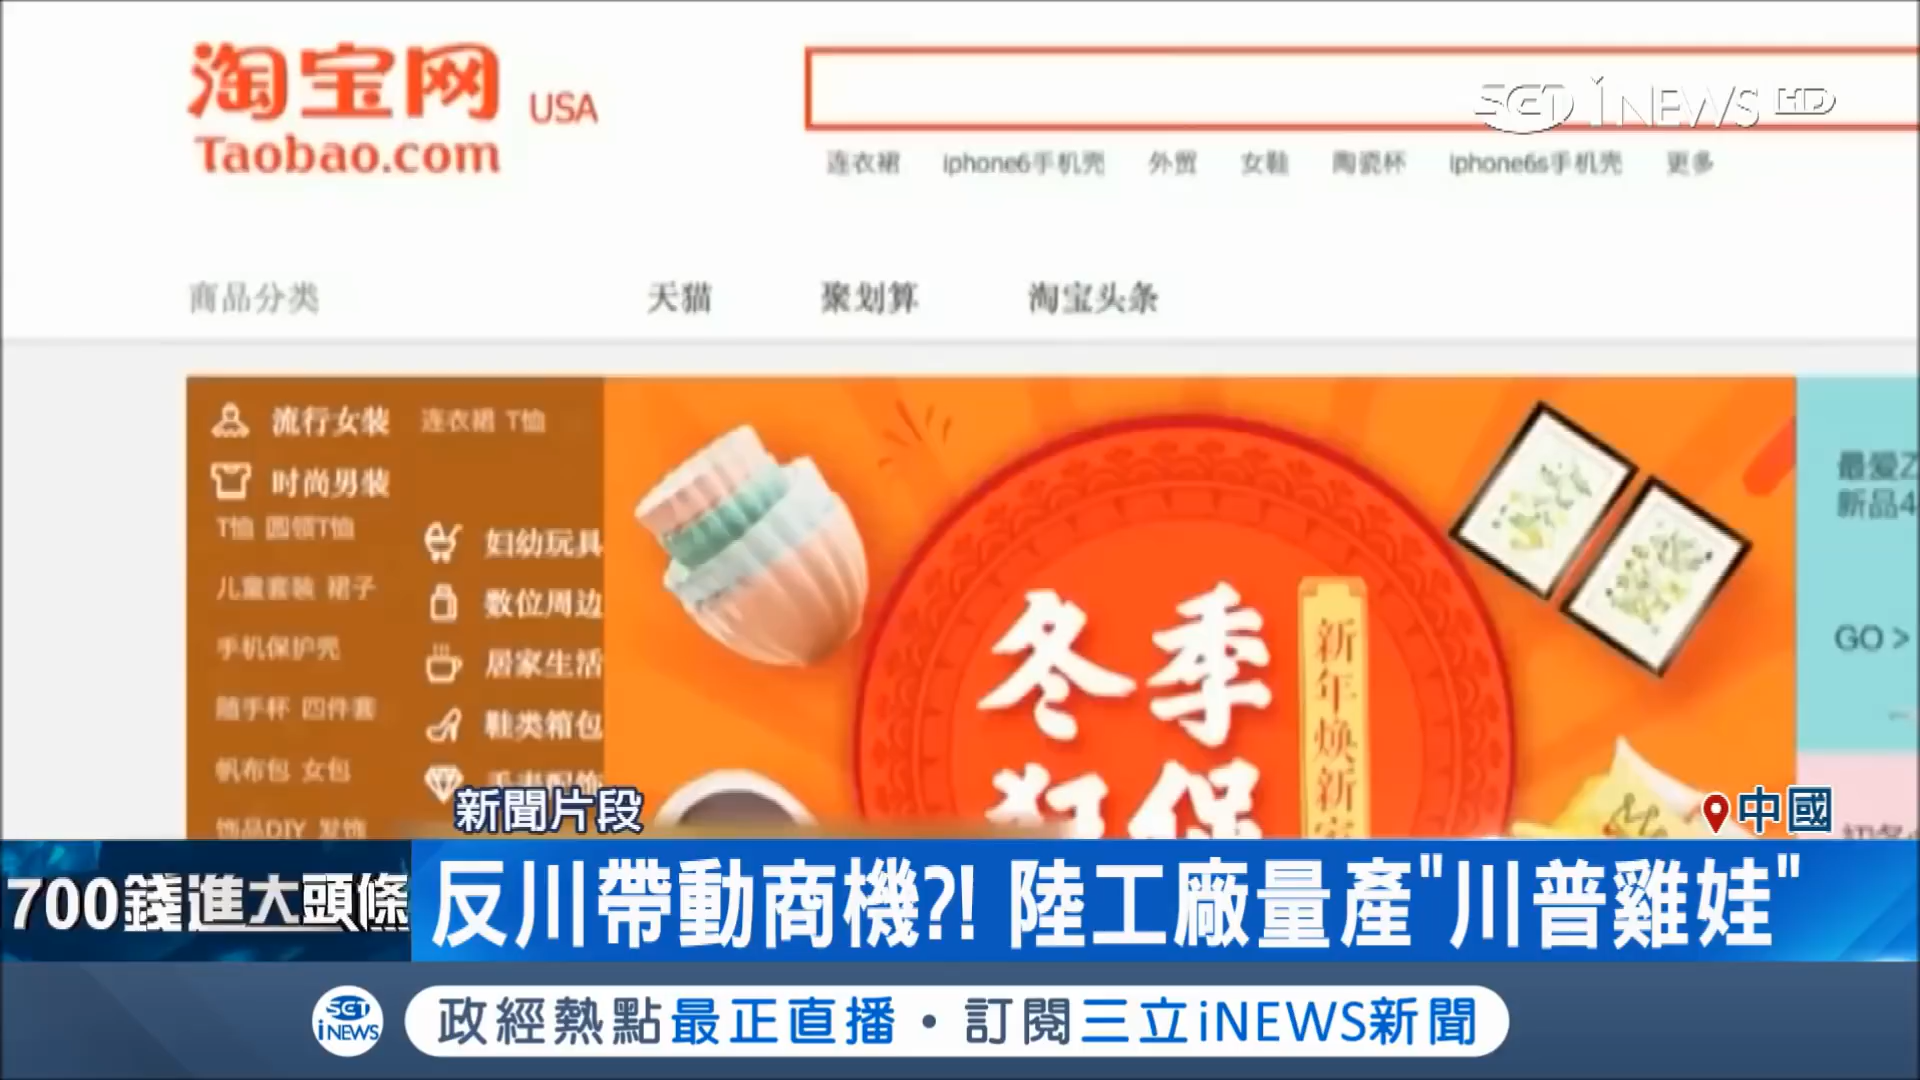 淘宝网
USA
Taobao.com
SET iNEWS HD
连衣裙 iphone6手机壳 外贸 女鞋 陶瓷杯 iphone6s手机壳 更多
商品分类 天猫 聚划算 淘宝头条
流行女装 连衣裙 T恤
时尚男装
T恤 圆领T恤
妇幼玩具
儿童套装 裙子
数位周边
手机保护壳
居家生活
随手杯 四件套
鞋类箱包
帆布包 女包
饰品DIY 发饰
冬季
新年焕新
最爱
新品4
GO >
新聞片段
中國
700錢進大頭條
反川帶動商機?! 陸工廠量產"川普雞娃"
SET iNEWS
政經熱點最正直播・訂閱三立iNEWS新聞